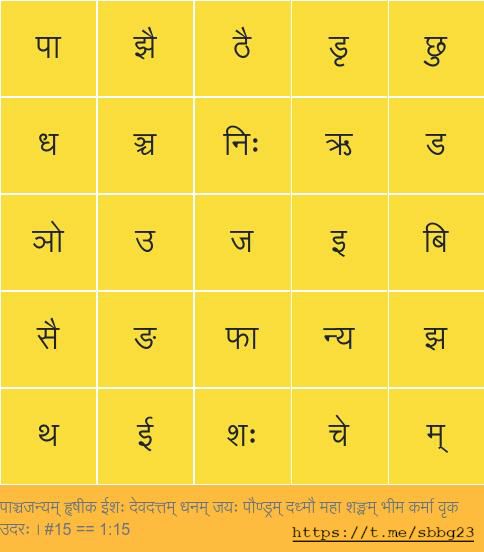 पा झै ठै डृ छु
ध ञ्च निः ऋ ड
ञो उ ज इ बि
सै ङ फा न्य झ
थ ई शः चे म्
पाञ्चजन्यम् हृषीक ईशः देवदत्तम् धनम् जयः पौण्ड्रम् दध्मौ महा शङ्खम् भीम कर्मा वृक
उदरः । #15 == 1:15
https://t.me/sbbg23